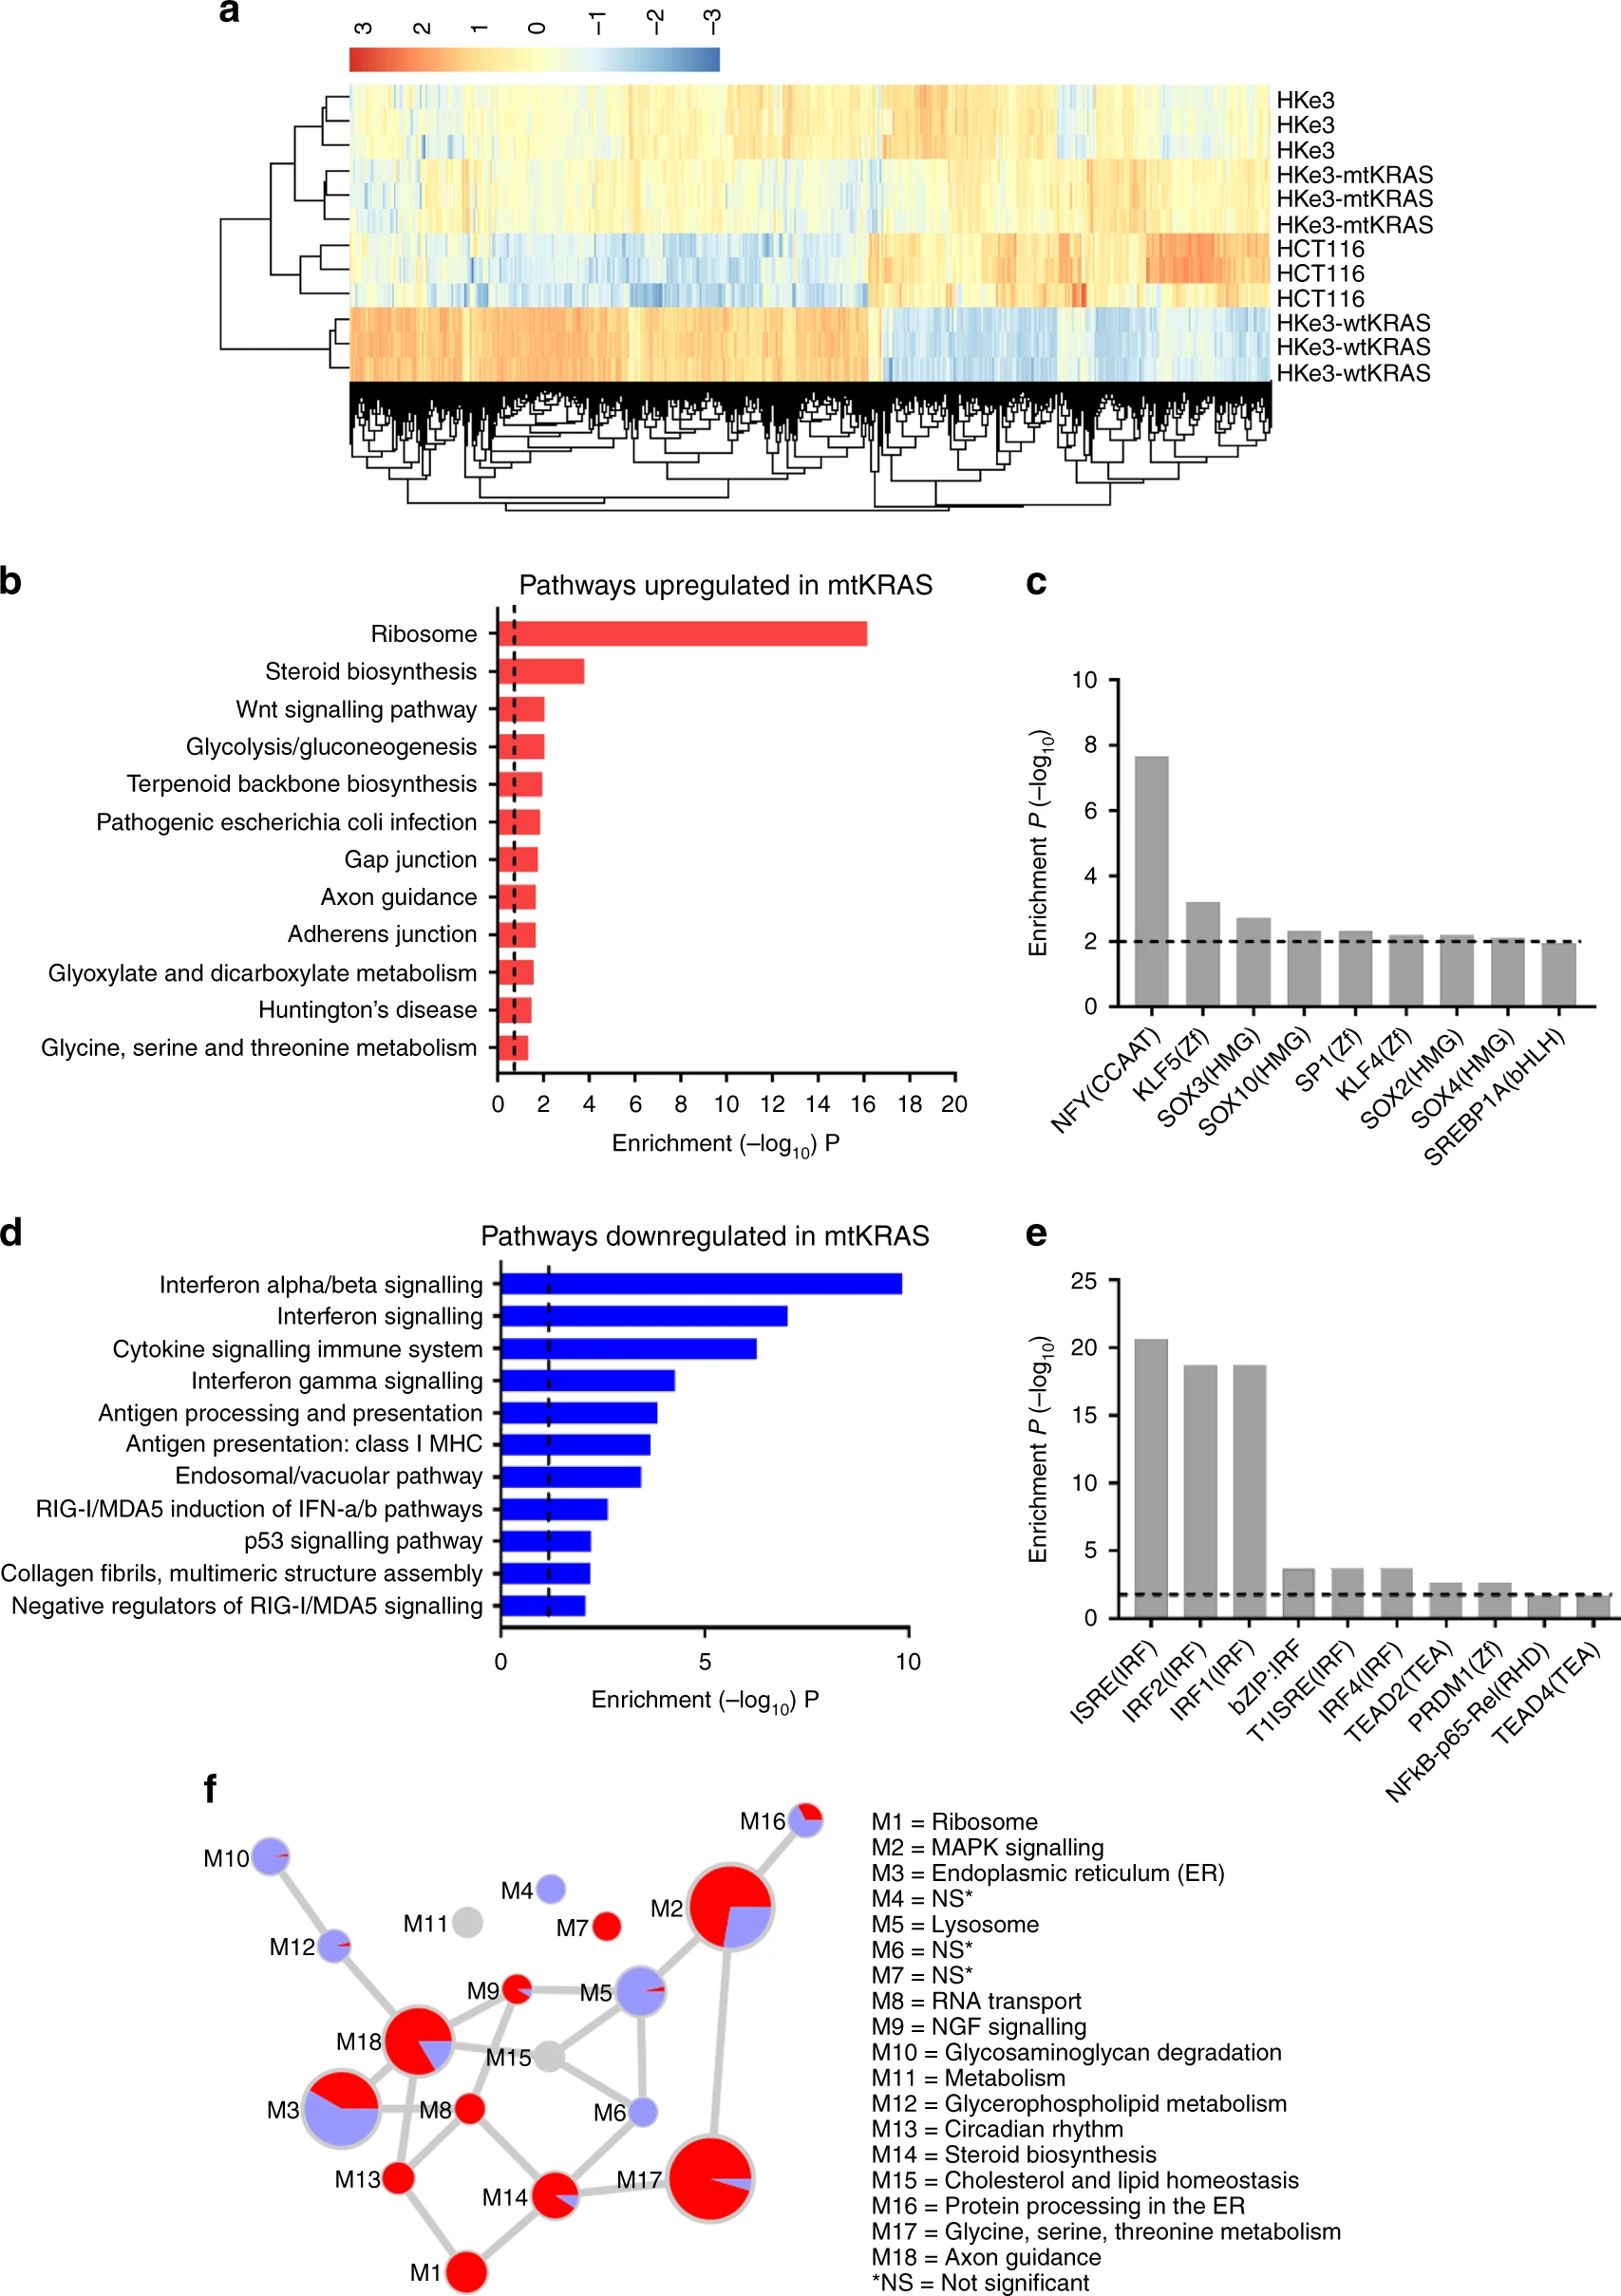 a
3 2 1 0 –1 –2 –3
HKe3
HKe3
HKe3
HKe3-mtKRAS
HKe3-mtKRAS
HKe3-mtKRAS
HCT116
HCT116
HCT116
HKe3-wtKRAS
HKe3-wtKRAS
HKe3-wtKRAS
b
Pathways upregulated in mtKRAS
Ribosome
Steroid biosynthesis
Wnt signalling pathway
Glycolysis/gluconeogenesis
Terpenoid backbone biosynthesis
Pathogenic escherichia coli infection
Gap junction
Axon guidance
Adherens junction
Glyoxylate and dicarboxylate metabolism
Huntington’s disease
Glycine, serine and threonine metabolism
0 2 4 6 8 10 12 14 16 18 20
Enrichment (–log10) P
c
Enrichment P (–log10)
10
8
6
4
2
0
NFY(CCAAT)
KLF5(Zf)
SOX3(HMG)
SOX10(HMG)
SP1(Zf)
KLF4(Zf)
SOX2(HMG)
SOX4(HMG)
SREBP1A(bHLH)
d
Pathways downregulated in mtKRAS
Interferon alpha/beta signalling
Interferon signalling
Cytokine signalling immune system
Interferon gamma signalling
Antigen processing and presentation
Antigen presentation: class I MHC
Endosomal/vacuolar pathway
RIG-I/MDA5 induction of IFN-a/b pathways
p53 signalling pathway
Collagen fibrils, multimeric structure assembly
Negative regulators of RIG-I/MDA5 signalling
0 5 10
Enrichment (–log10) P
e
Enrichment P (–log10)
25
20
15
10
5
0
ISRE(IRF)
IRF2(IRF)
IRF1(IRF)
bZIP:IRF
T1ISRE(IRF)
IRF4(IRF)
TEAD2(TEA)
PRDM1(Zf)
NFkB-p65-Rel(RHD)
TEAD4(TEA)
f
M16
M10
M4
M2
M11
M7
M12
M9
M5
M18
M15
M3
M8
M6
M13
M14
M17
M1
M1 = Ribosome
M2 = MAPK signalling
M3 = Endoplasmic reticulum (ER)
M4 = NS*
M5 = Lysosome
M6 = NS*
M7 = NS*
M8 = RNA transport
M9 = NGF signalling
M10 = Glycosaminoglycan degradation
M11 = Metabolism
M12 = Glycerophospholipid metabolism
M13 = Circadian rhythm
M14 = Steroid biosynthesis
M15 = Cholesterol and lipid homeostasis
M16 = Protein processing in the ER
M17 = Glycine, serine, threonine metabolism
M18 = Axon guidance
*NS = Not significant